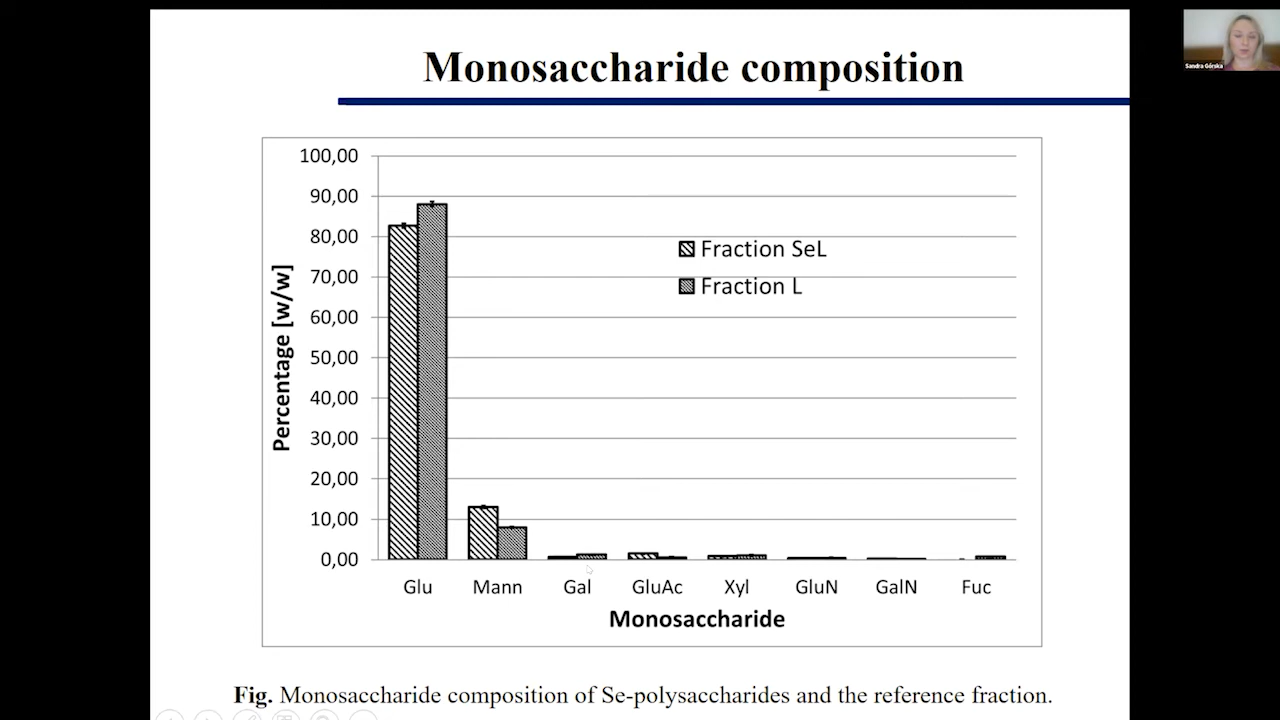 Monosaccharide composition
Sandra Górska
100,00
90,00
80,00
70,00
60,00
50,00
40,00
30,00
20,00
10,00
0,00
Percentage [w/w]
Fraction SeL
Fraction L
Glu Mann Gal GluAc Xyl GluN GalN Fuc
Monosaccharide
Fig. Monosaccharide composition of Se-polysaccharides and the reference fraction.